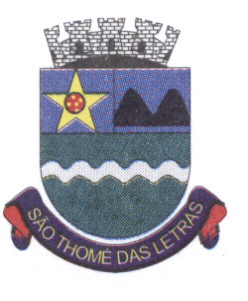 SÃO THOMÉ DAS LETRAS